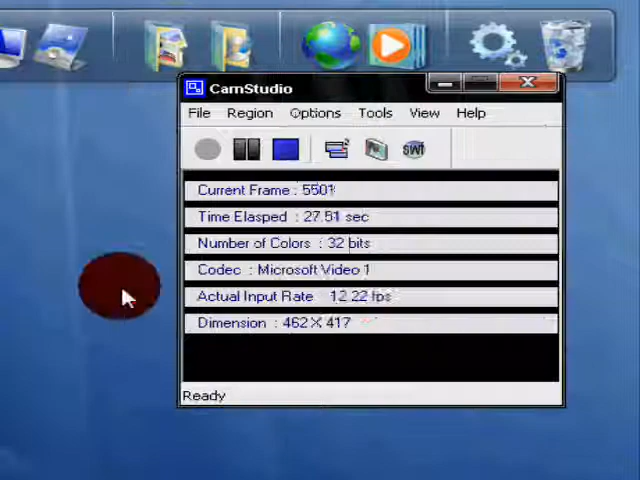 CamStudio
File Region Options Tools View Help
SWF
Current Frame : 5501
Time Elasped : 27.51 sec
Number of Colors : 32 bits
Codec : Microsoft Video 1
Actual Input Rate 12.22 fps
Dimension : 462 X 417
Ready